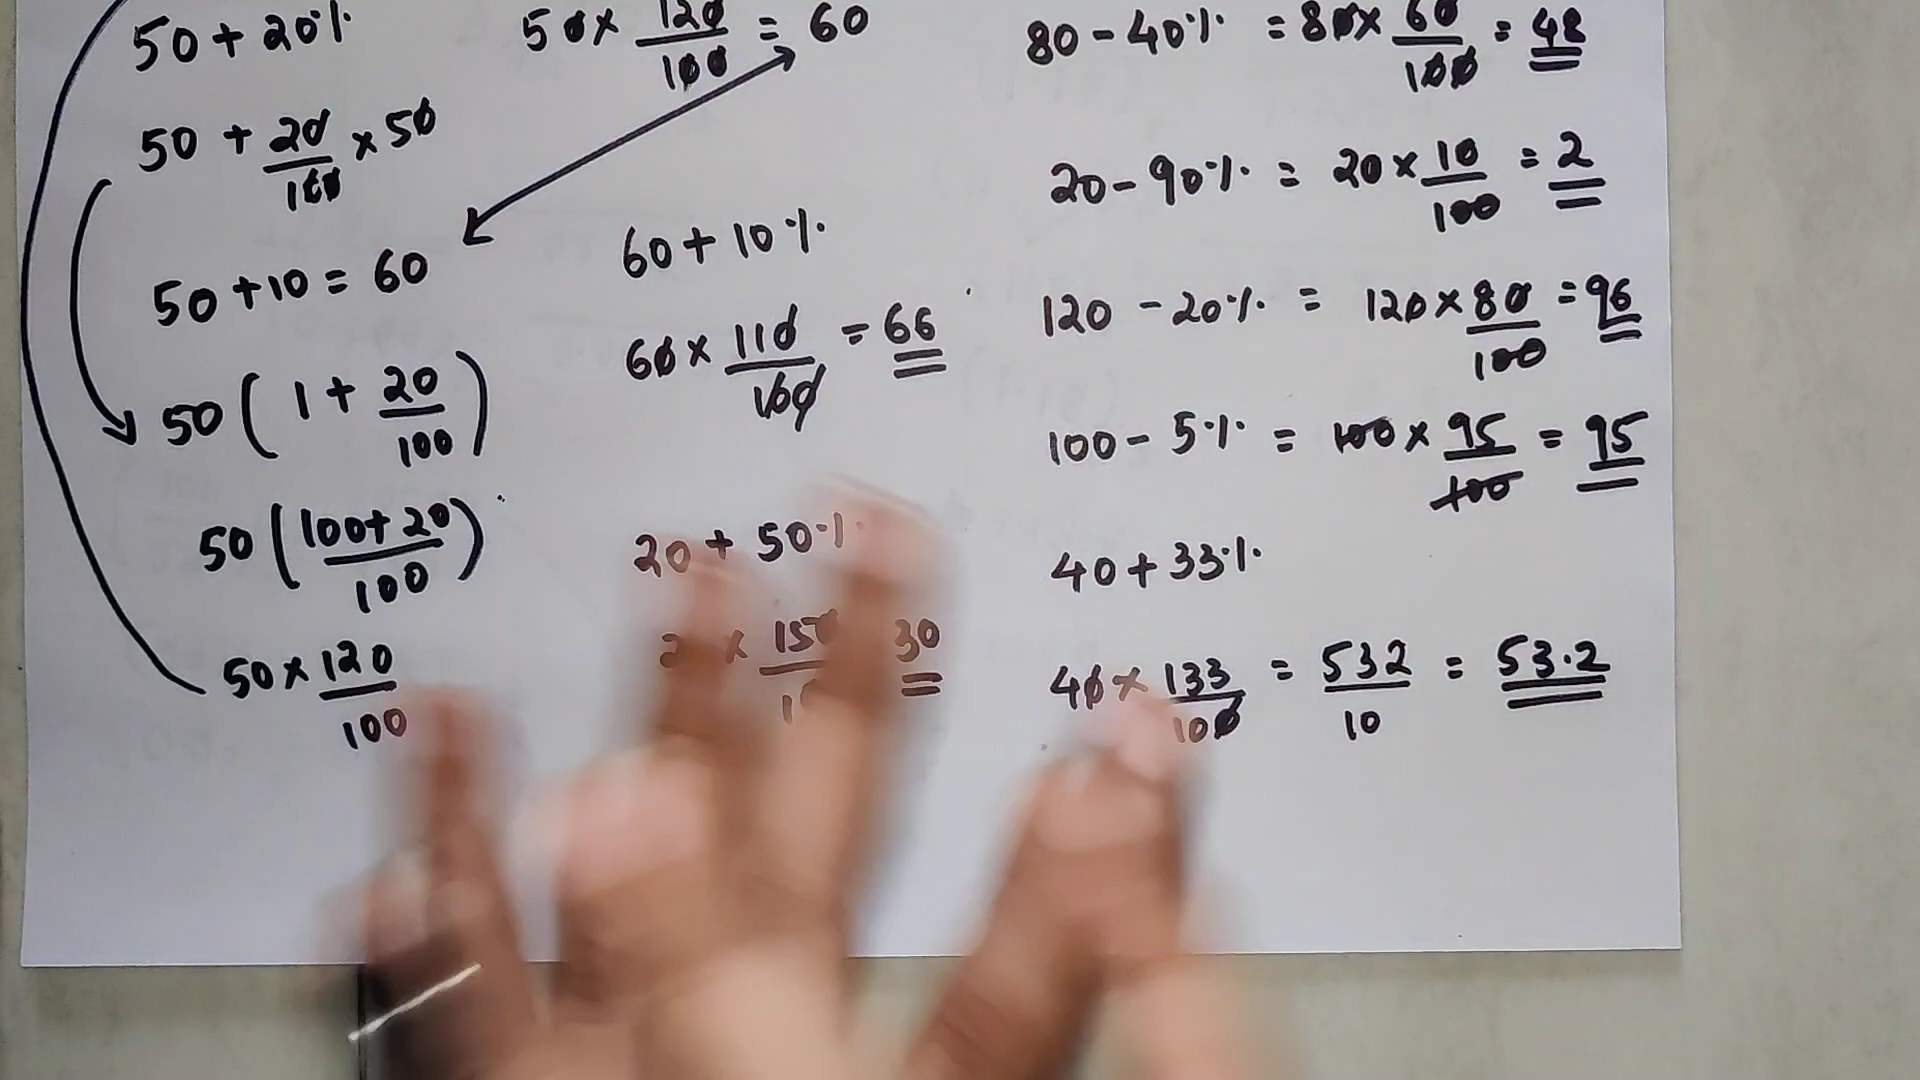 50 + 20%
50 + 20/100 × 50
50 + 10 = 60
50 ( 1 + 20/100 )
50 ( 100 + 20/100 )
50 × 120/100
50 × 120/100 = 60
60 + 10%
60 × 110/100 = 66
20 + 50%
× 150 30
80 - 40% = 80 × 60/100 = 48
20 - 90% = 20 × 10/100 = 2
120 - 20% = 120 × 80/100 = 96
100 - 5% = 100 × 95/100 = 95
40 + 33%
40 × 133/100 = 532/10 = 53.2